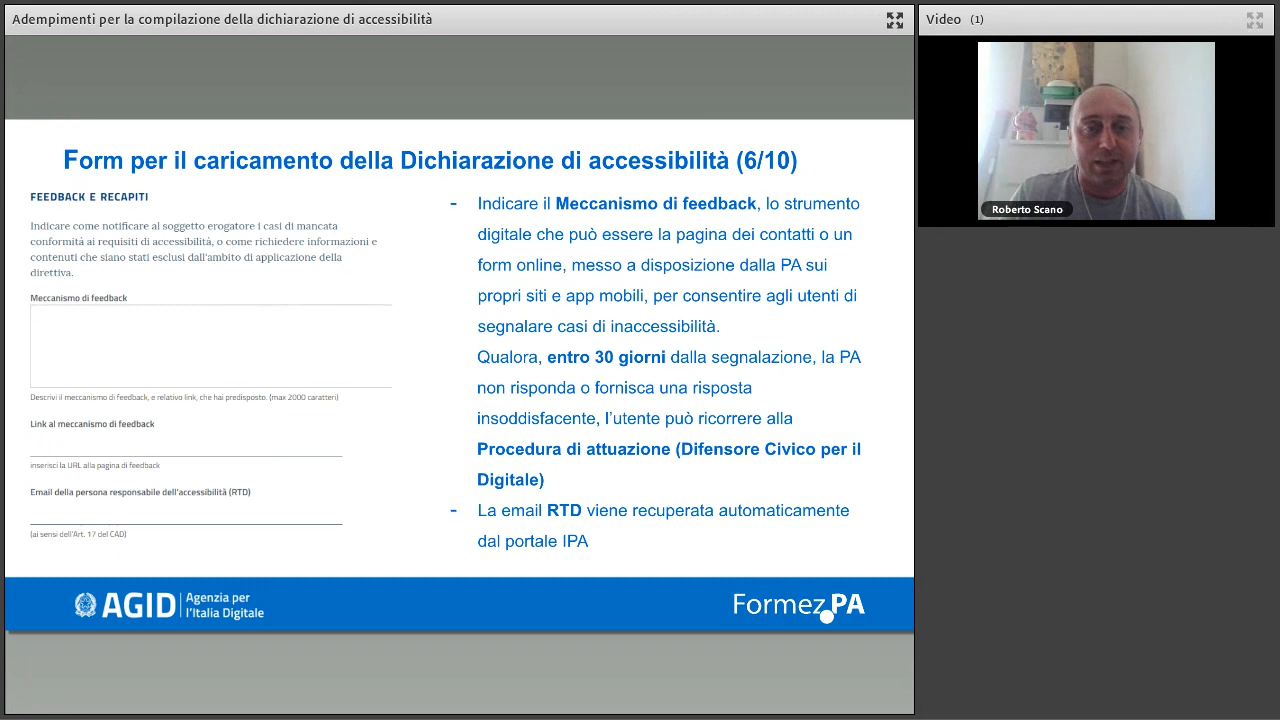 Adempimenti per la compilazione della dichiarazione di accessibilità
Video (1)
Roberto Scano
Form per il caricamento della Dichiarazione di accessibilità (6/10)
FEEDBACK E RECAPITI
Indicare come notificare al soggetto erogatore i casi di mancata
conformità ai requisiti di accessibilità, o come richiedere informazioni e
contenuti che siano stati esclusi dall'ambito di applicazione della
direttiva.
Meccanismo di feedback
Descrivi il meccanismo di feedback, e relativo link, che hai predisposto. (max 2000 caratteri)
Link al meccanismo di feedback
inserisci la URL alla pagina di feedback
Email della persona responsabile dell'accessibilità (RTD)
(ai sensi dell'Art. 17 del CAD)
- Indicare il Meccanismo di feedback, lo strumento
digitale che può essere la pagina dei contatti o un
form online, messo a disposizione dalla PA sui
propri siti e app mobili, per consentire agli utenti di
segnalare casi di inaccessibilità.
Qualora, entro 30 giorni dalla segnalazione, la PA
non risponda o fornisca una risposta
insoddisfacente, l'utente può ricorrere alla
Procedura di attuazione (Difensore Civico per il
Digitale)
- La email RTD viene recuperata automaticamente
dal portale IPA
AGID Agenzia per
l'Italia Digitale
Formez.PA